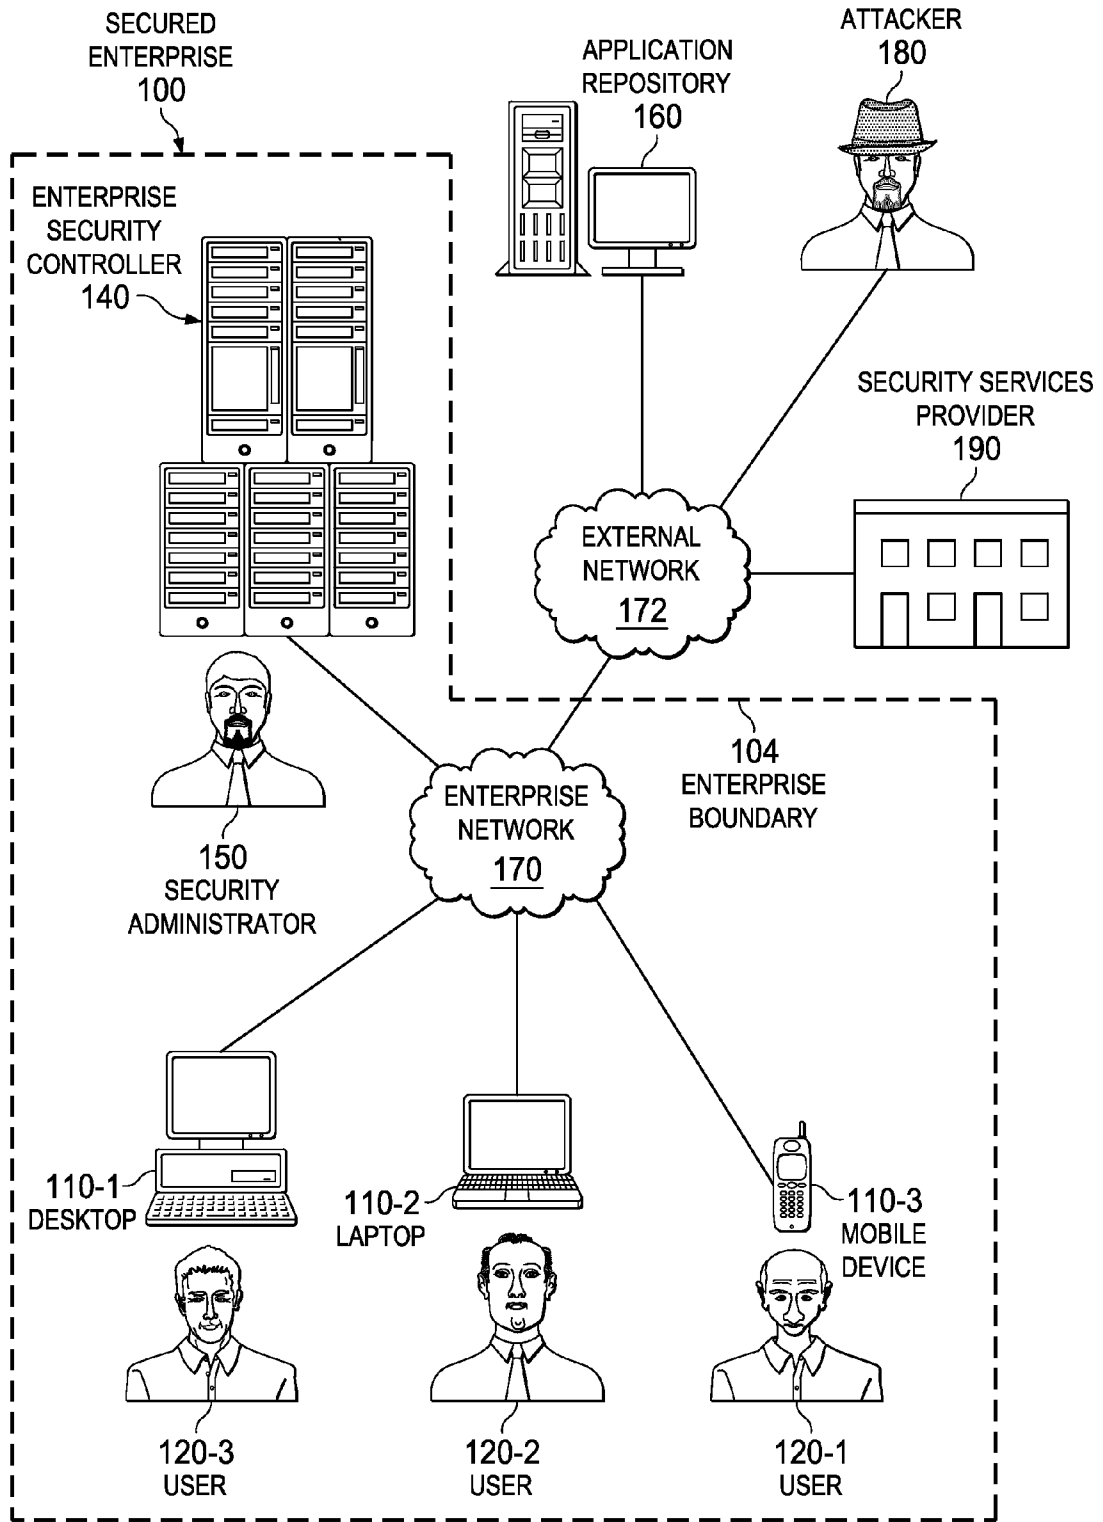 SECURED
ENTERPRISE
100
ATTACKER
180
APPLICATION
REPOSITORY
160
ENTERPRISE
SECURITY
CONTROLLER
140
SECURITY SERVICES
PROVIDER
190
EXTERNAL
NETWORK
172
104
ENTERPRISE
BOUNDARY
ENTERPRISE
NETWORK
170
150
SECURITY
ADMINISTRATOR
110-1
DESKTOP
110-2
LAPTOP
110-3
MOBILE
DEVICE
120-3
USER
120-2
USER
120-1
USER